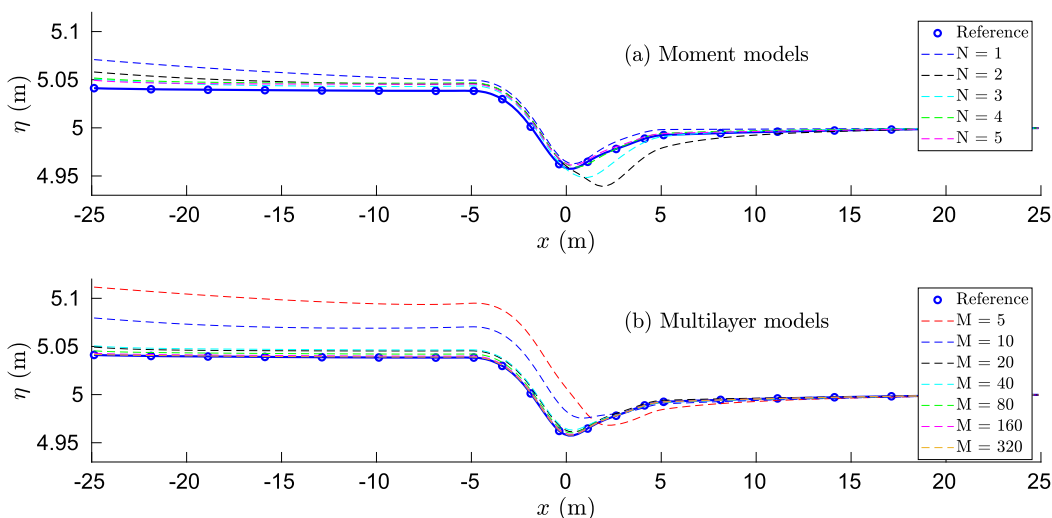 5.1
5.05
5
4.95
η (m)
-25 -20 -15 -10 -5 0 5 10 15 20 25
x (m)
(a) Moment models
Reference
N = 1
N = 2
N = 3
N = 4
N = 5
5.1
5.05
5
4.95
η (m)
-25 -20 -15 -10 -5 0 5 10 15 20 25
x (m)
(b) Multilayer models
Reference
M = 5
M = 10
M = 20
M = 40
M = 80
M = 160
M = 320